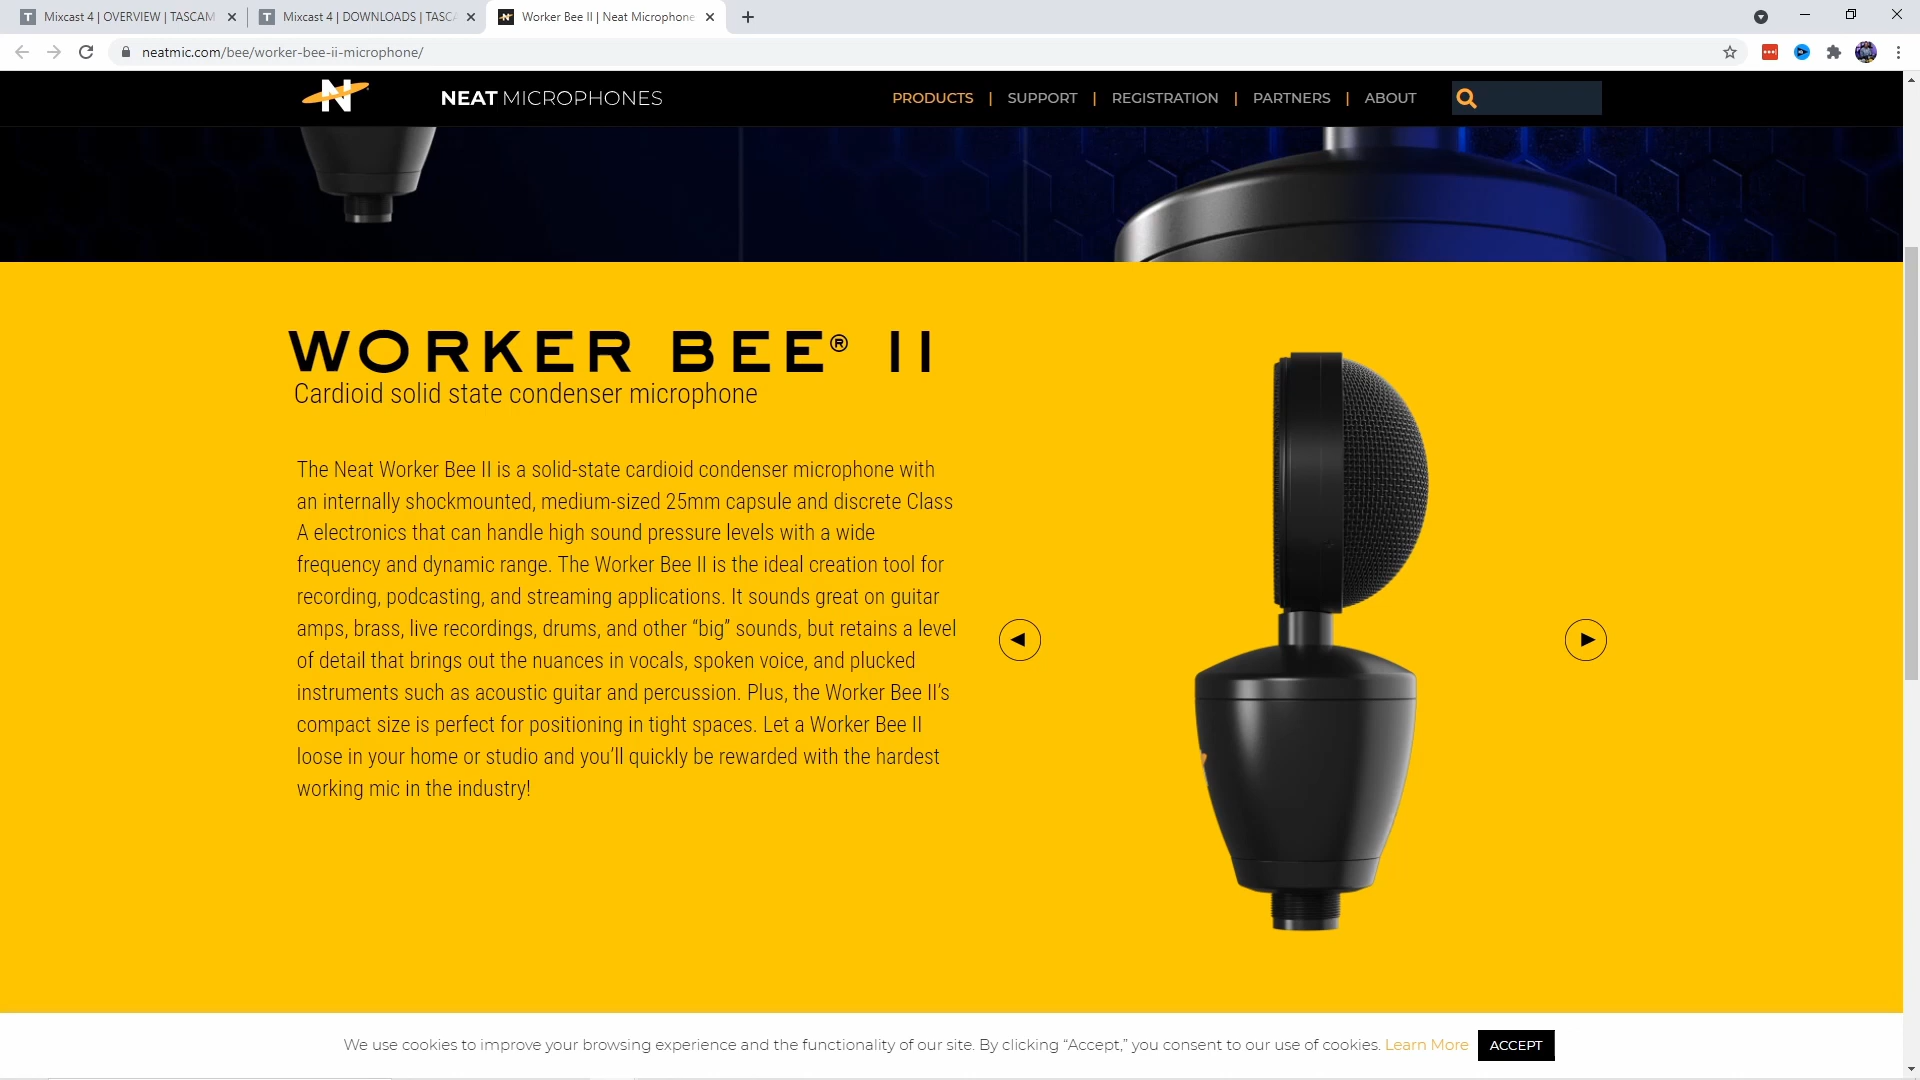 Mixcast 4 | OVERVIEW | TASCAM
Mixcast 4 | DOWNLOADS | TASCA
Worker Bee II | Neat Microphone
neatmic.com/bee/worker-bee-ii-microphone/
N
NEAT MICROPHONES
PRODUCTS | SUPPORT | REGISTRATION | PARTNERS | ABOUT
WORKER BEE® II
Cardioid solid state condenser microphone
The Neat Worker Bee II is a solid-state cardioid condenser microphone with
an internally shockmounted, medium-sized 25mm capsule and discrete Class
A electronics that can handle high sound pressure levels with a wide
frequency and dynamic range. The Worker Bee II is the ideal creation tool for
recording, podcasting, and streaming applications. It sounds great on guitar
amps, brass, live recordings, drums, and other “big” sounds, but retains a level
of detail that brings out the nuances in vocals, spoken voice, and plucked
instruments such as acoustic guitar and percussion. Plus, the Worker Bee II’s
compact size is perfect for positioning in tight spaces. Let a Worker Bee II
loose in your home or studio and you’ll quickly be rewarded with the hardest
working mic in the industry!
We use cookies to improve your browsing experience and the functionality of our site. By clicking “Accept,” you consent to our use of cookies. Learn More ACCEPT